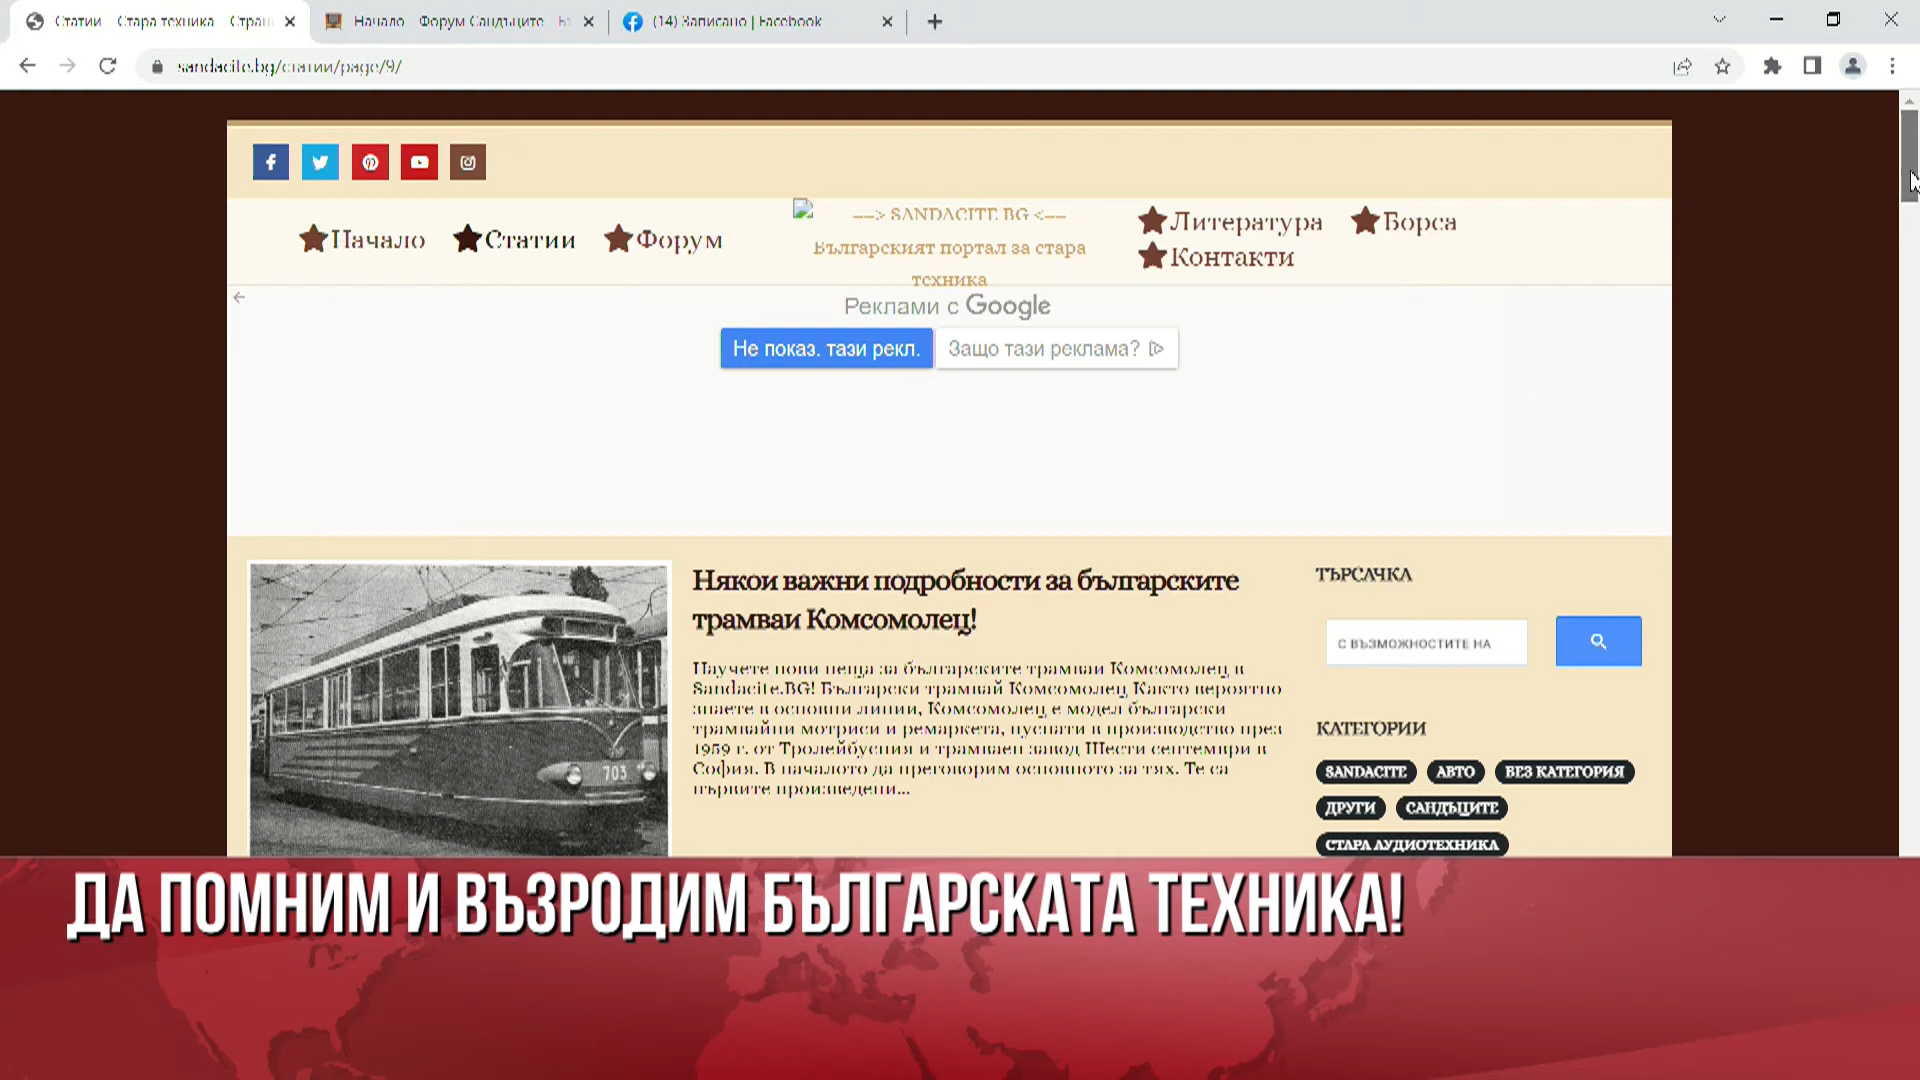 Статии Стара техника Стран
Начало Форум Сандъците Бъ
(14) Записано | Facebook
sandacite.bg/статии/page/9/
Начало
Статии
Форум
––> SANDACITE BG <––
Българският портал за стара
техника
Литература
Борса
Контакти
Реклами с Google
Не показ. тази рекл.
Защо тази реклама?
Някои важни подробности за българските
трамваи Комсомолец!
Научете нови неща за българските трамваи Комсомолец в
Sandacite.BG! Български трамвай Комсомолец Както вероятно
знаете в основни линии, Комсомолец е модел български
трамвайни мотриси и ремаркета, пуснати в производство през
1959 г. от Тролейбусния и трамваен завод Шести септември в
София. В началото да преговорим основното за тях. Те са
първите произведени...
703
ТЪРСАЧКА
С ВЪЗМОЖНОСТИТЕ НА
КАТЕГОРИИ
SANDACITE
АВТО
БЕЗ КАТЕГОРИЯ
ДРУГИ
САНДЪЦИТЕ
СТАРА АУДИОТЕХНИКА
ДА ПОМНИМ И ВЪЗРОДИМ БЪЛГАРСКАТА ТЕХНИКА!